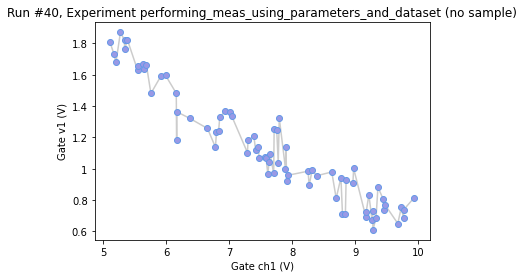 Run #40, Experiment performing_meas_using_parameters_and_dataset (no sample)
Gate v1 (V)
1.8
1.6
1.4
1.2
1
0.8
0.6
5 6 7 8 9 10
Gate ch1 (V)